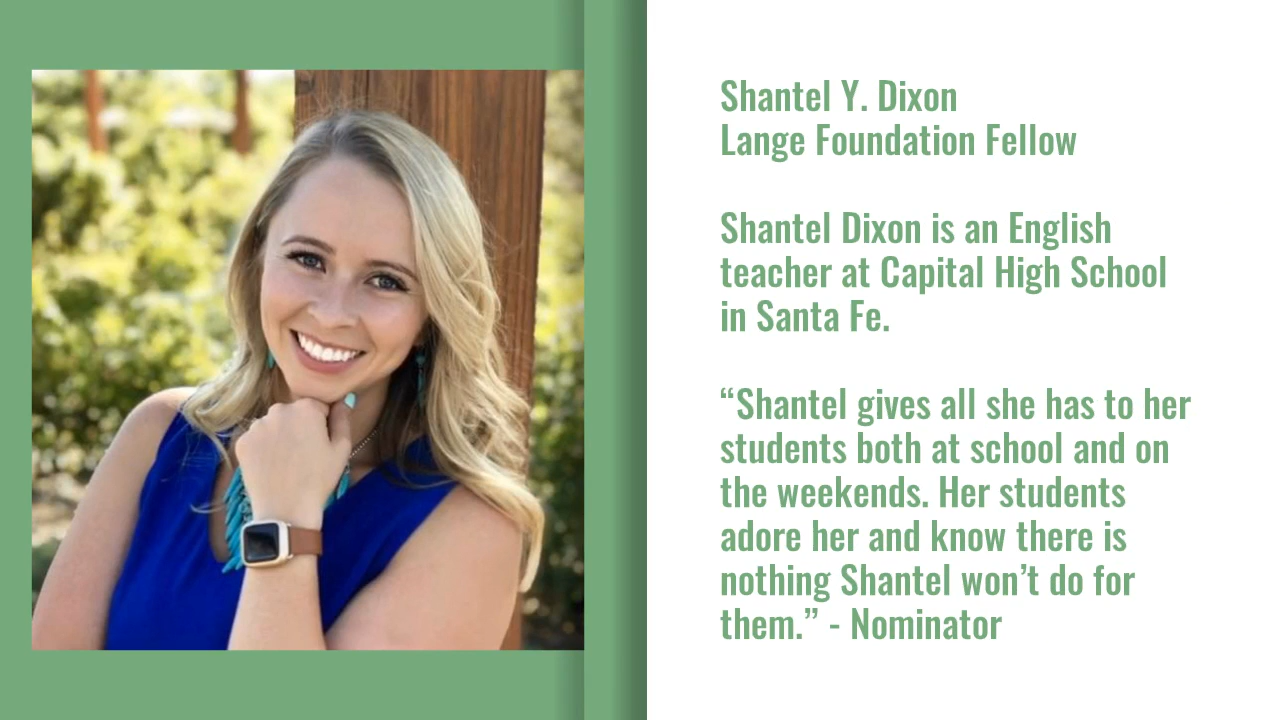 Shantel Y. Dixon
Lange Foundation Fellow
Shantel Dixon is an English
teacher at Capital High School
in Santa Fe.
“Shantel gives all she has to her
students both at school and on
the weekends. Her students
adore her and know there is
nothing Shantel won’t do for
them.” - Nominator